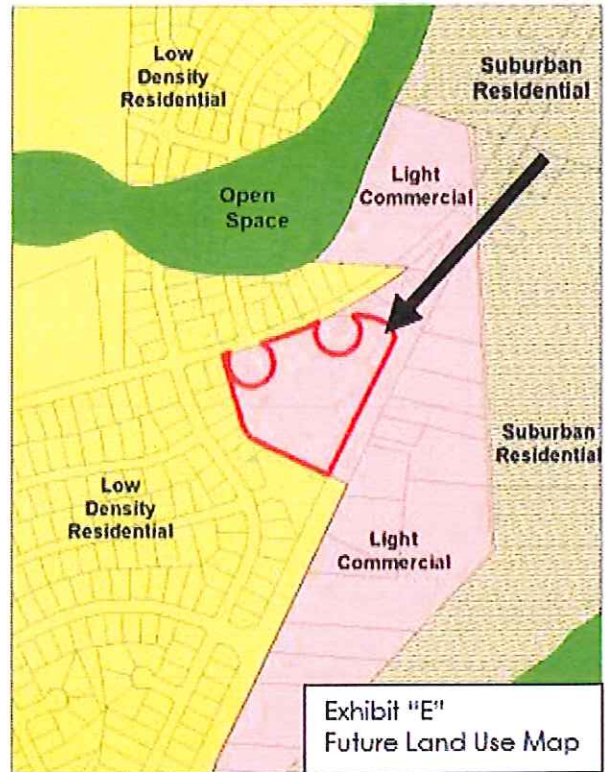 Low
Density
Residential
Suburban
Residential
Light
Commercial
Open
Space
Suburban
Residential
Low
Density
Residential
Light
Commercial
Exhibit "E"
Future Land Use Map